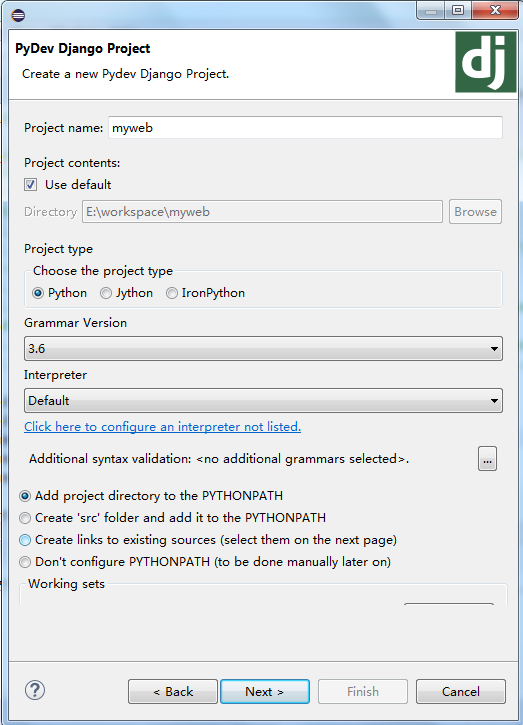 PyDev Django Project
Create a new Pydev Django Project.
dj
Project name: myweb
Project contents:
Use default
Directory E:\workspace\myweb Browse
Project type
Choose the project type
Python Jython IronPython
Grammar Version
3.6
Interpreter
Default
Click here to configure an interpreter not listed.
Additional syntax validation: <no additional grammars selected>. ...
Add project directory to the PYTHONPATH
Create 'src' folder and add it to the PYTHONPATH
Create links to existing sources (select them on the next page)
Don't configure PYTHONPATH (to be done manually later on)
Working sets
? < Back Next > Finish Cancel